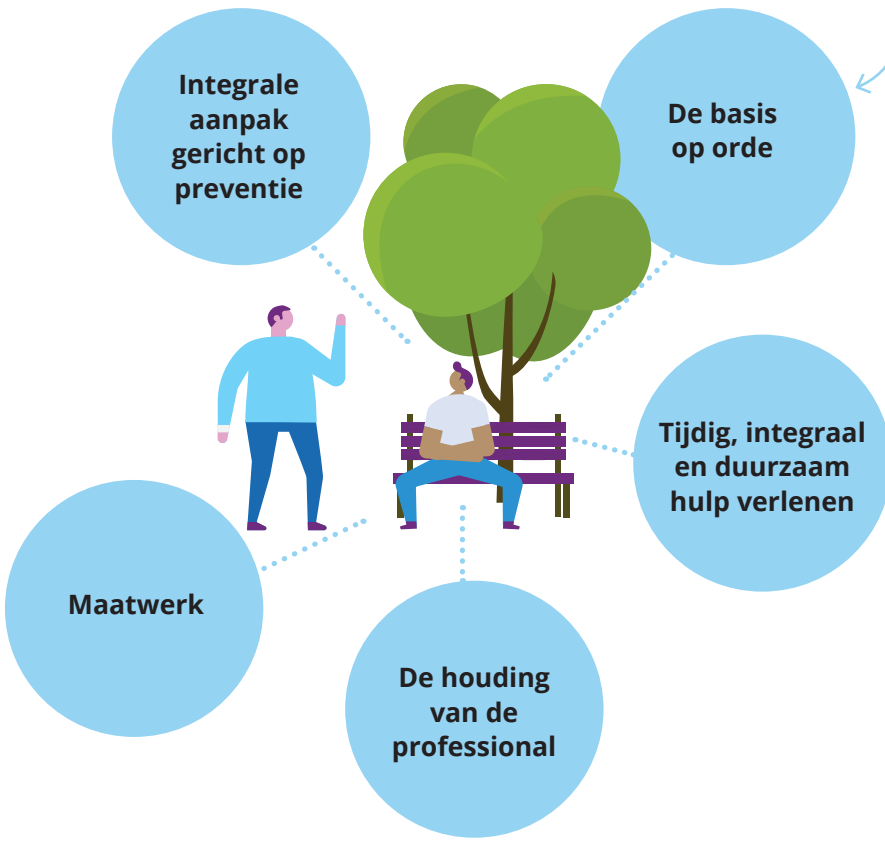 Integrale
aanpak
gericht op
preventie
De basis
op orde
Tijdig, integraal
en duurzaam
hulp verlenen
Maatwerk
De houding
van de
professional